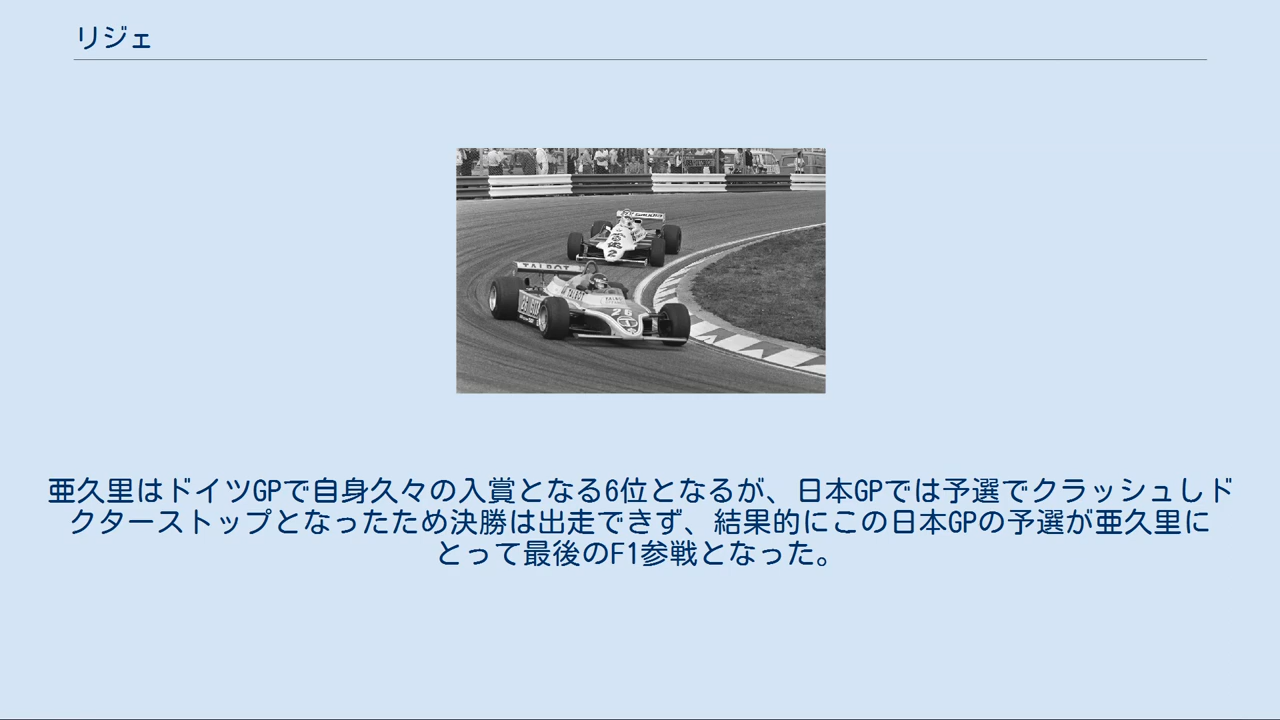 リジェ
TALBOT
2
26
亜久里はドイツGPで自身久々の入賞となる6位となるが、日本GPでは予選でクラッシュしド
クターストップとなったため決勝は出走できず、結果的にこの日本GPの予選が亜久里に
とって最後のF1参戦となった。